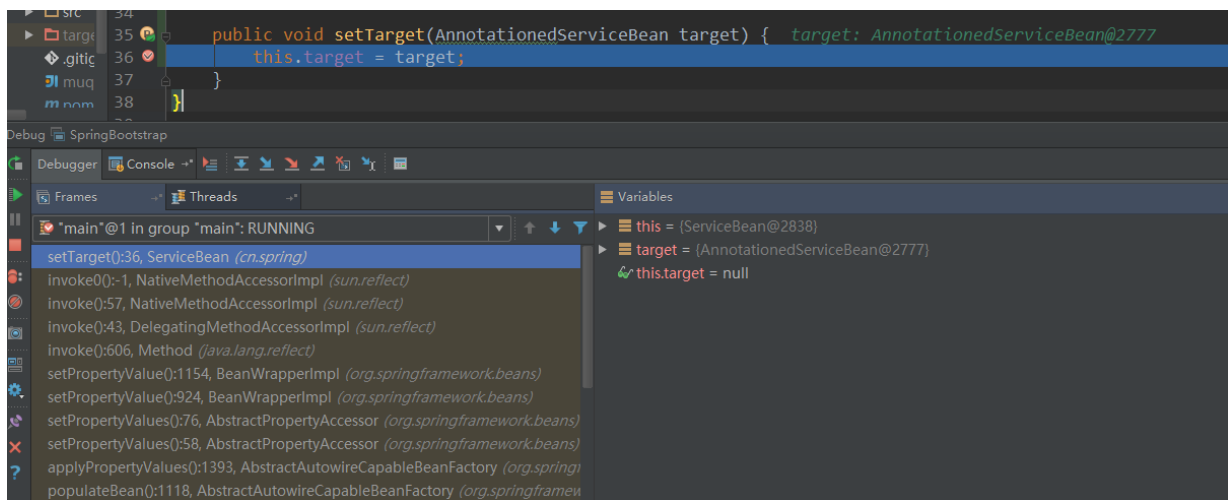 src 34
targe 35 public void setTarget(AnnotationedServiceBean target) { target: AnnotationedServiceBean@2777
.gitig 36 this.target = target;
muq 37 }
pom 38 }
Debug SpringBootstrap
Debugger Console
Frames Threads Variables
"main"@1 in group "main": RUNNING
this = {ServiceBean@2838}
target = {AnnotationedServiceBean@2777}
this.target = null
setTarget():36, ServiceBean (cn.spring)
invoke0():-1, NativeMethodAccessorImpl (sun.reflect)
invoke():57, NativeMethodAccessorImpl (sun.reflect)
invoke():43, DelegatingMethodAccessorImpl (sun.reflect)
invoke():606, Method (java.lang.reflect)
setPropertyValue():1154, BeanWrapperImpl (org.springframework.beans)
setPropertyValue():924, BeanWrapperImpl (org.springframework.beans)
setPropertyValues():76, AbstractPropertyAccessor (org.springframework.beans)
setPropertyValues():58, AbstractPropertyAccessor (org.springframework.beans)
applyPropertyValues():1393, AbstractAutowireCapableBeanFactory (org.springf
populateBean():1118, AbstractAutowireCapableBeanFactory (org.springframew